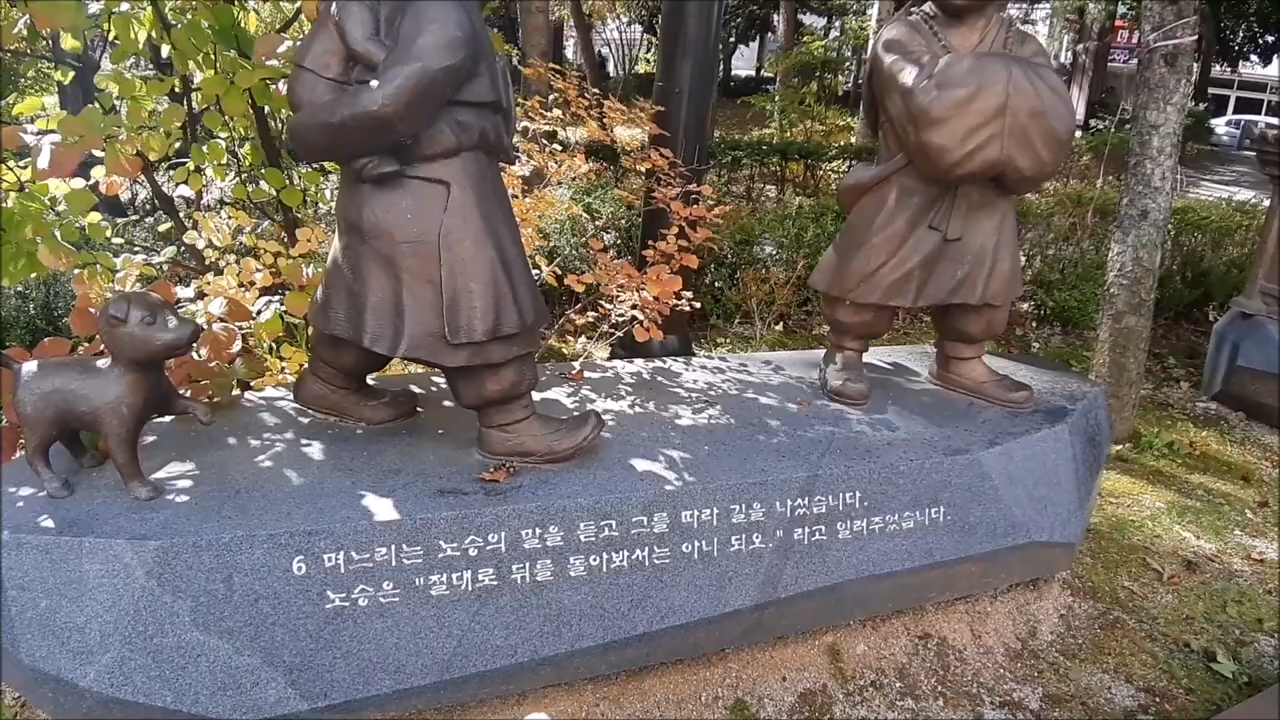 6 며느리는 노승의 말을 듣고 그를 따라 길을 나섰습니다.
노승은 "절대로 뒤를 돌아봐서는 아니 되오." 라고 일러주었습니다.